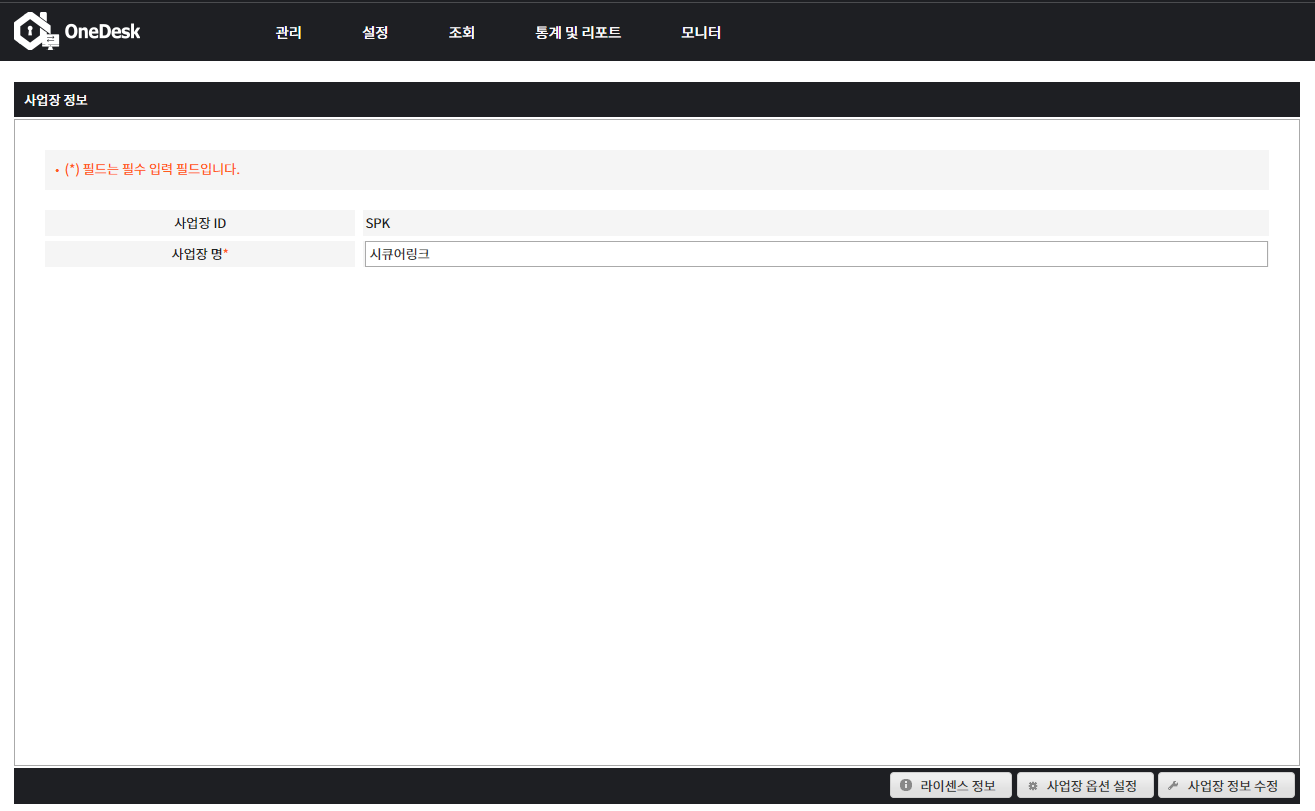 OneDesk 관리 설정 조회 통계 및 리포트 모니터
사업장 정보
• (*) 필드는 필수 입력 필드입니다.
사업장 ID SPK
사업장 명* 시큐어링크
라이센스 정보 사업장 옵션 설정 사업장 정보 수정